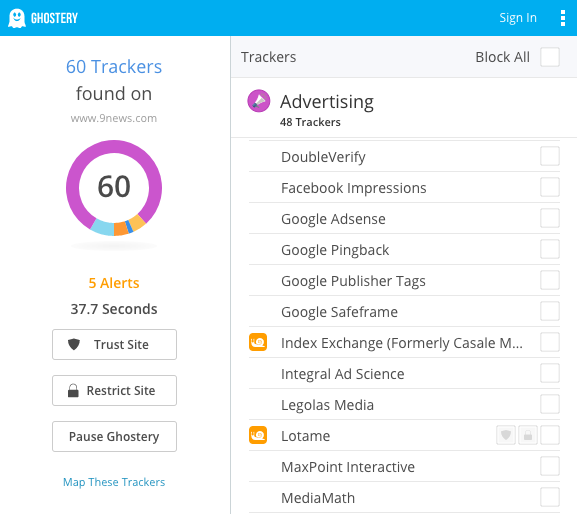 GHOSTERY
Sign In
60 Trackers
found on
www.9news.com
60
5 Alerts
37.7 Seconds
Trust Site
Restrict Site
Pause Ghostery
Map These Trackers
Trackers
Block All
Advertising
48 Trackers
DoubleVerify
Facebook Impressions
Google Adsense
Google Pingback
Google Publisher Tags
Google Safeframe
Index Exchange (Formerly Casale M...
Integral Ad Science
Legolas Media
Lotame
MaxPoint Interactive
MediaMath